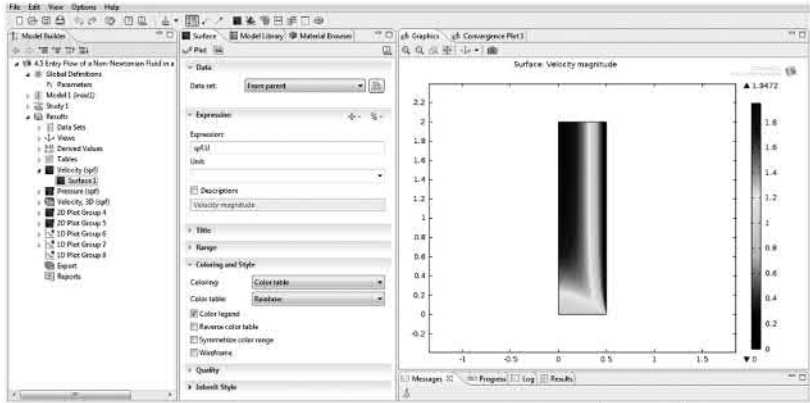 File Edit View Options Help
Model Builder
4.5 Entry Flow of a Non-Newtonian Fluid in a
Global Definitions
Parameters
Model 1 (mod1)
Study 1
Results
Data Sets
Views
Derived Values
Tables
Velocity (spf)
Surface 1
Pressure (spf)
Velocity, 3D (spf)
2D Plot Group 4
2D Plot Group 5
1D Plot Group 6
1D Plot Group 7
1D Plot Group 8
Export
Reports
Surface Model Library Material Browser
Plot
Data
Data set: From parent
Expression
Expression:
spf.U
Unit:
Description:
Velocity magnitude
Title
Range
Coloring and Style
Coloring: Color table
Color table: Rainbow
Color legend
Reverse color table
Symmetrize color range
Wireframe
Quality
Inherit Style
Graphics Convergence Plot 3
Surface: Velocity magnitude
▲ 1.9472
2.2
2
1.8
1.6
1.4
1.2
1
0.8
0.6
0.4
0.2
0
-0.2
-1 -0.5 0 0.5 1 1.5
1.8
1.6
1.4
1.2
1
0.8
0.6
0.4
0.2
0
▼ 0
Messages Progress Log Results